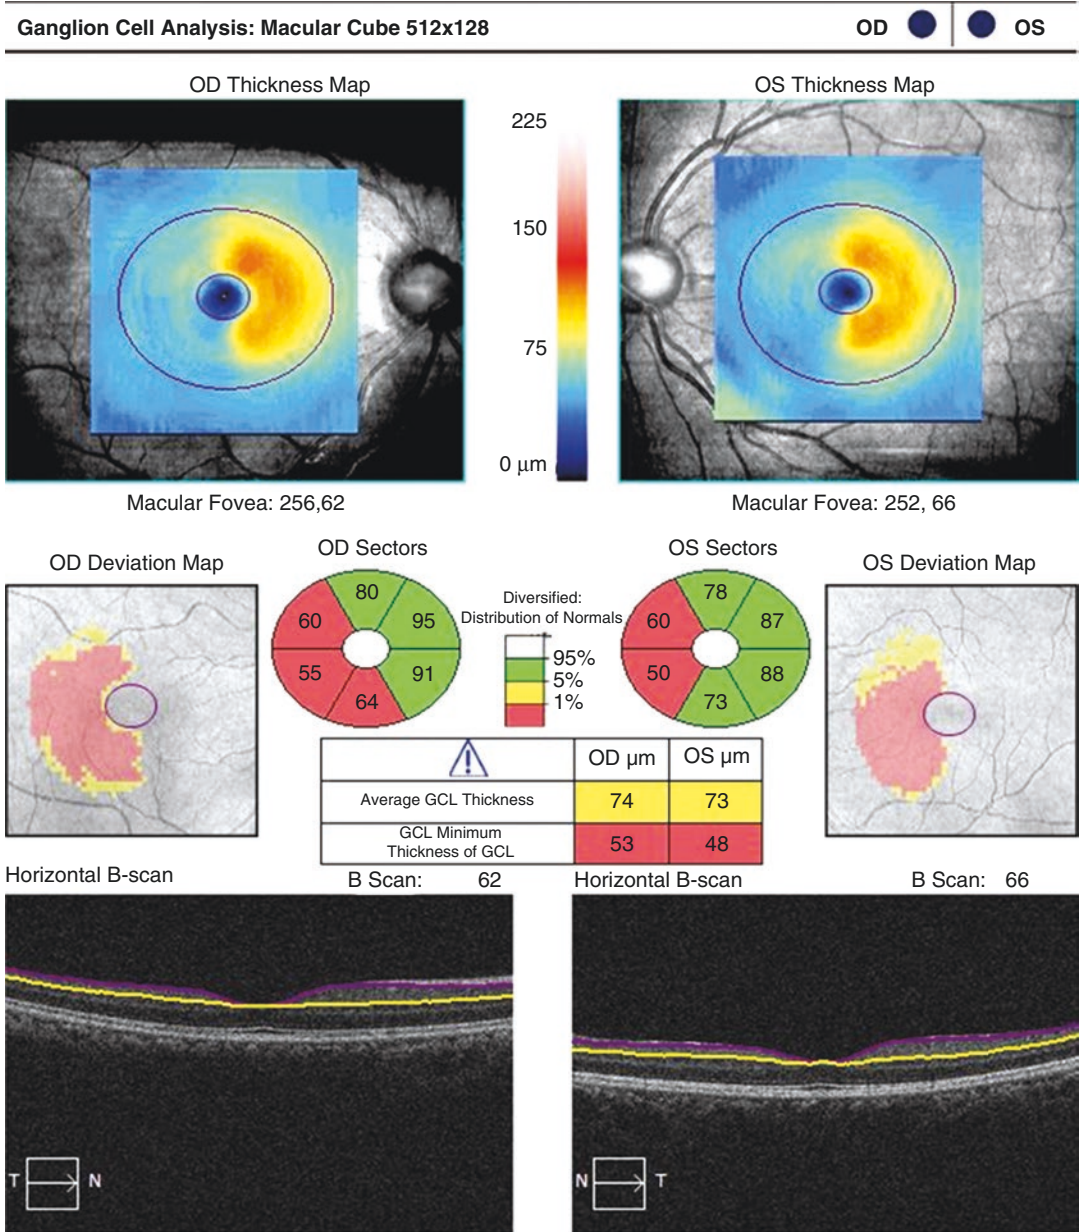 Ganglion Cell Analysis: Macular Cube 512x128
OD
OS
OD Thickness Map
OS Thickness Map
225
150
75
0 μm
Macular Fovea: 256,62
Macular Fovea: 252, 66
OD Deviation Map
OD Sectors
80
60
95
55
91
64
Diversified:
Distribution of Normals
95%
5%
1%
OS Sectors
78
60
87
50
88
73
OS Deviation Map
OD μm
OS μm
Average GCL Thickness
74
73
GCL Minimum
Thickness of GCL
53
48
Horizontal B-scan
B Scan: 62
Horizontal B-scan
B Scan: 66
T
N
N
T